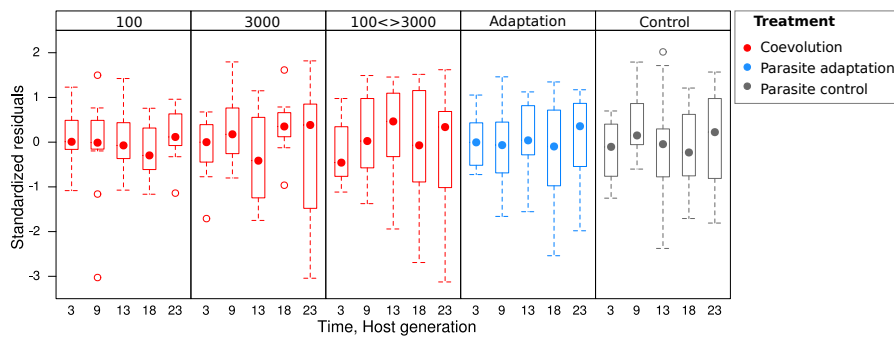 100 3000 100<>3000 Adaptation Control
Treatment
Coevolution
Parasite adaptation
Parasite control
Standardized residuals
2
1
0
-1
-2
-3
3 9 13 18 23 3 9 13 18 23 3 9 13 18 23 3 9 13 18 23 3 9 13 18 23
Time, Host generation